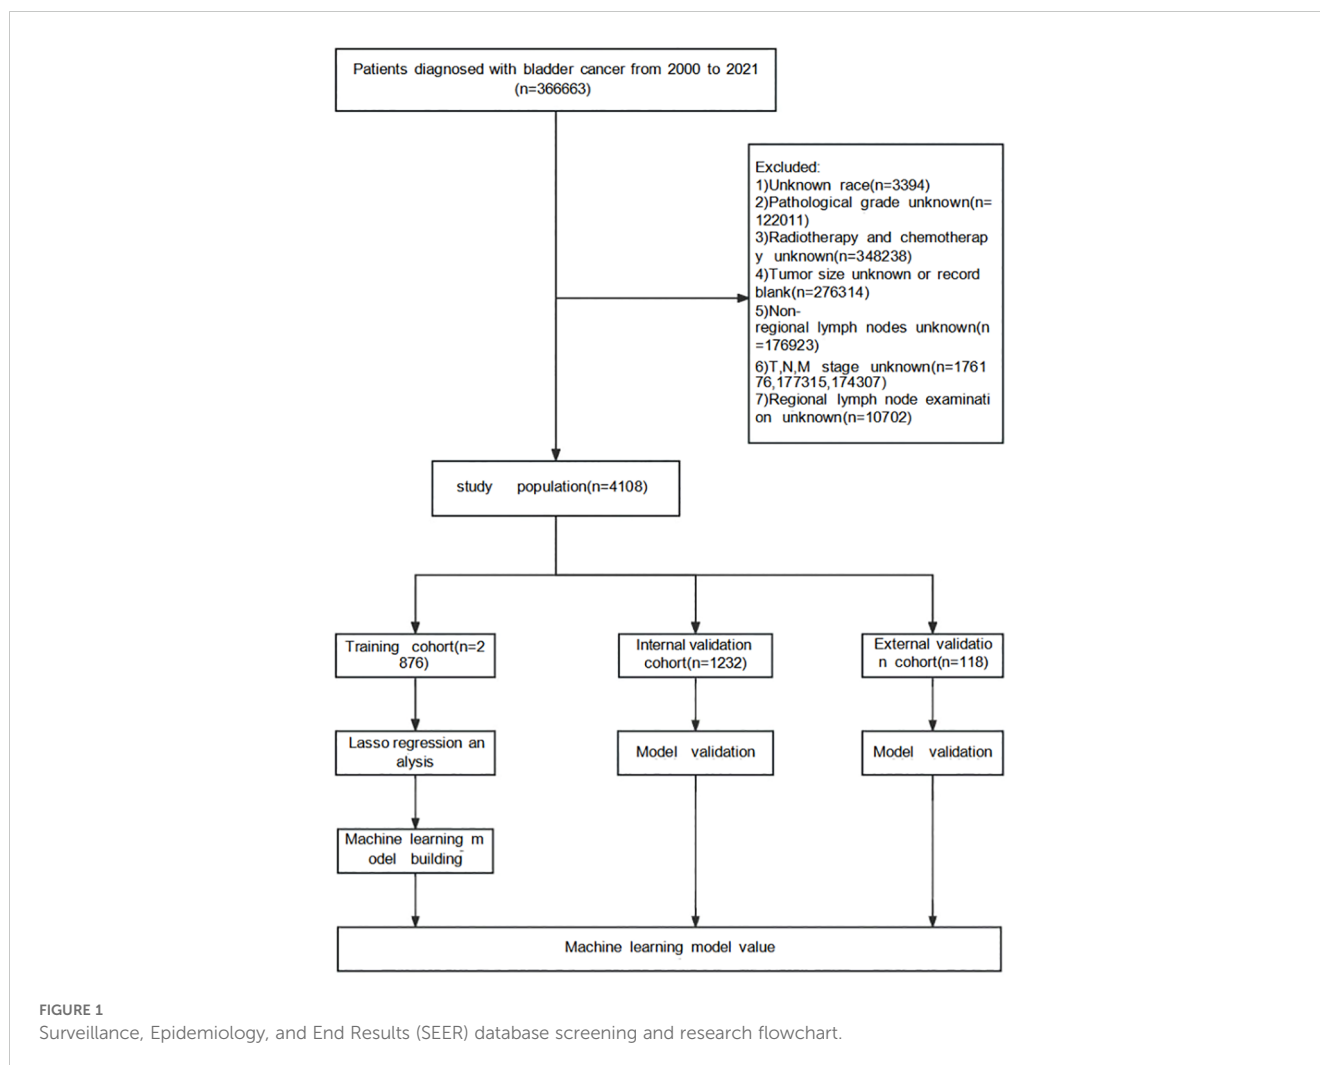 Patients diagnosed with bladder cancer from 2000 to 2021
(n=366663)
Excluded:
1)Unknown race(n=3394)
2)Pathological grade unknown(n=
122011)
3)Radiotherapy and chemotherap
y unknown(n=348238)
4)Tumor size unknown or record
blank(n=276314)
5)Non-
regional lymph nodes unknown(n
=176923)
6)T,N,M stage unknown(n=1761
76,177315,174307)
7)Regional lymph node examinati
on unknown(n=10702)
study population(n=4108)
Training cohort(n=2
876)
Internal validation
cohort(n=1232)
External validatio
n cohort(n=118)
Lasso regression an
alysis
Model validation
Model validation
Machine learning m
odel building
Machine learning model value
FIGURE 1
Surveillance, Epidemiology, and End Results (SEER) database screening and research flowchart.